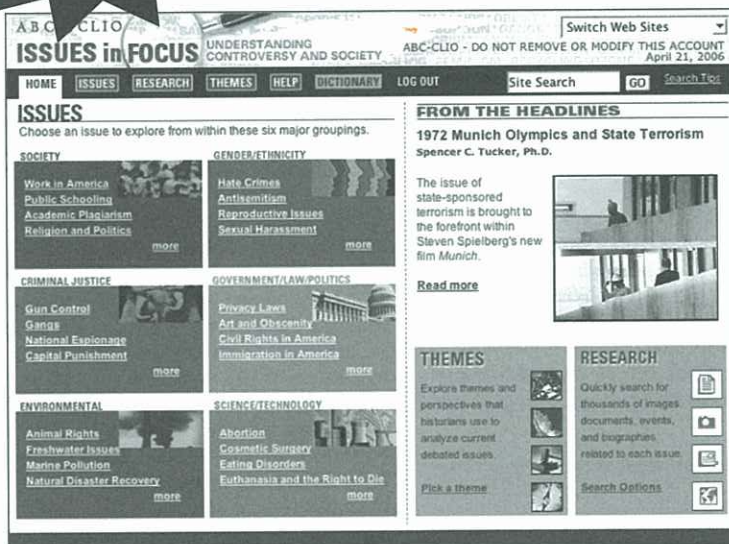 ABC-CLIO
ISSUES in FOCUS
UNDERSTANDING
CONTROVERSY AND SOCIETY
Switch Web Sites
ABC-CLIO - DO NOT REMOVE OR MODIFY THIS ACCOUNT
April 21, 2006
HOME ISSUES RESEARCH THEMES HELP DICTIONARY LOG OUT Site Search GO Search Tips
ISSUES
Choose an issue to explore from within these six major groupings.
SOCIETY
Work in America
Public Schooling
Academic Plagiarism
Religion and Politics
more
GENDER/ETHNICITY
Hate Crimes
Antisemitism
Reproductive Issues
Sexual Harassment
more
CRIMINAL JUSTICE
Gun Control
Gangs
National Espionage
Capital Punishment
more
GOVERNMENT/LAW/POLITICS
Privacy Laws
Art and Obscenity
Civil Rights in America
Immigration in America
more
ENVIRONMENTAL
Animal Rights
Freshwater Issues
Marine Pollution
Natural Disaster Recovery
more
SCIENCE/TECHNOLOGY
Abortion
Cosmetic Surgery
Eating Disorders
Euthanasia and the Right to Die
more
FROM THE HEADLINES
1972 Munich Olympics and State Terrorism
Spencer C. Tucker, Ph.D.
The issue of
state-sponsored
terrorism is brought to
the forefront within
Steven Spielberg's new
film Munich.
Read more
THEMES
Explore themes and
perspectives that
historians use to
analyze current
debated issues.
Pick a theme
RESEARCH
Quickly search for
thousands of images,
documents, events,
and biographies
related to each issue.
Search Options